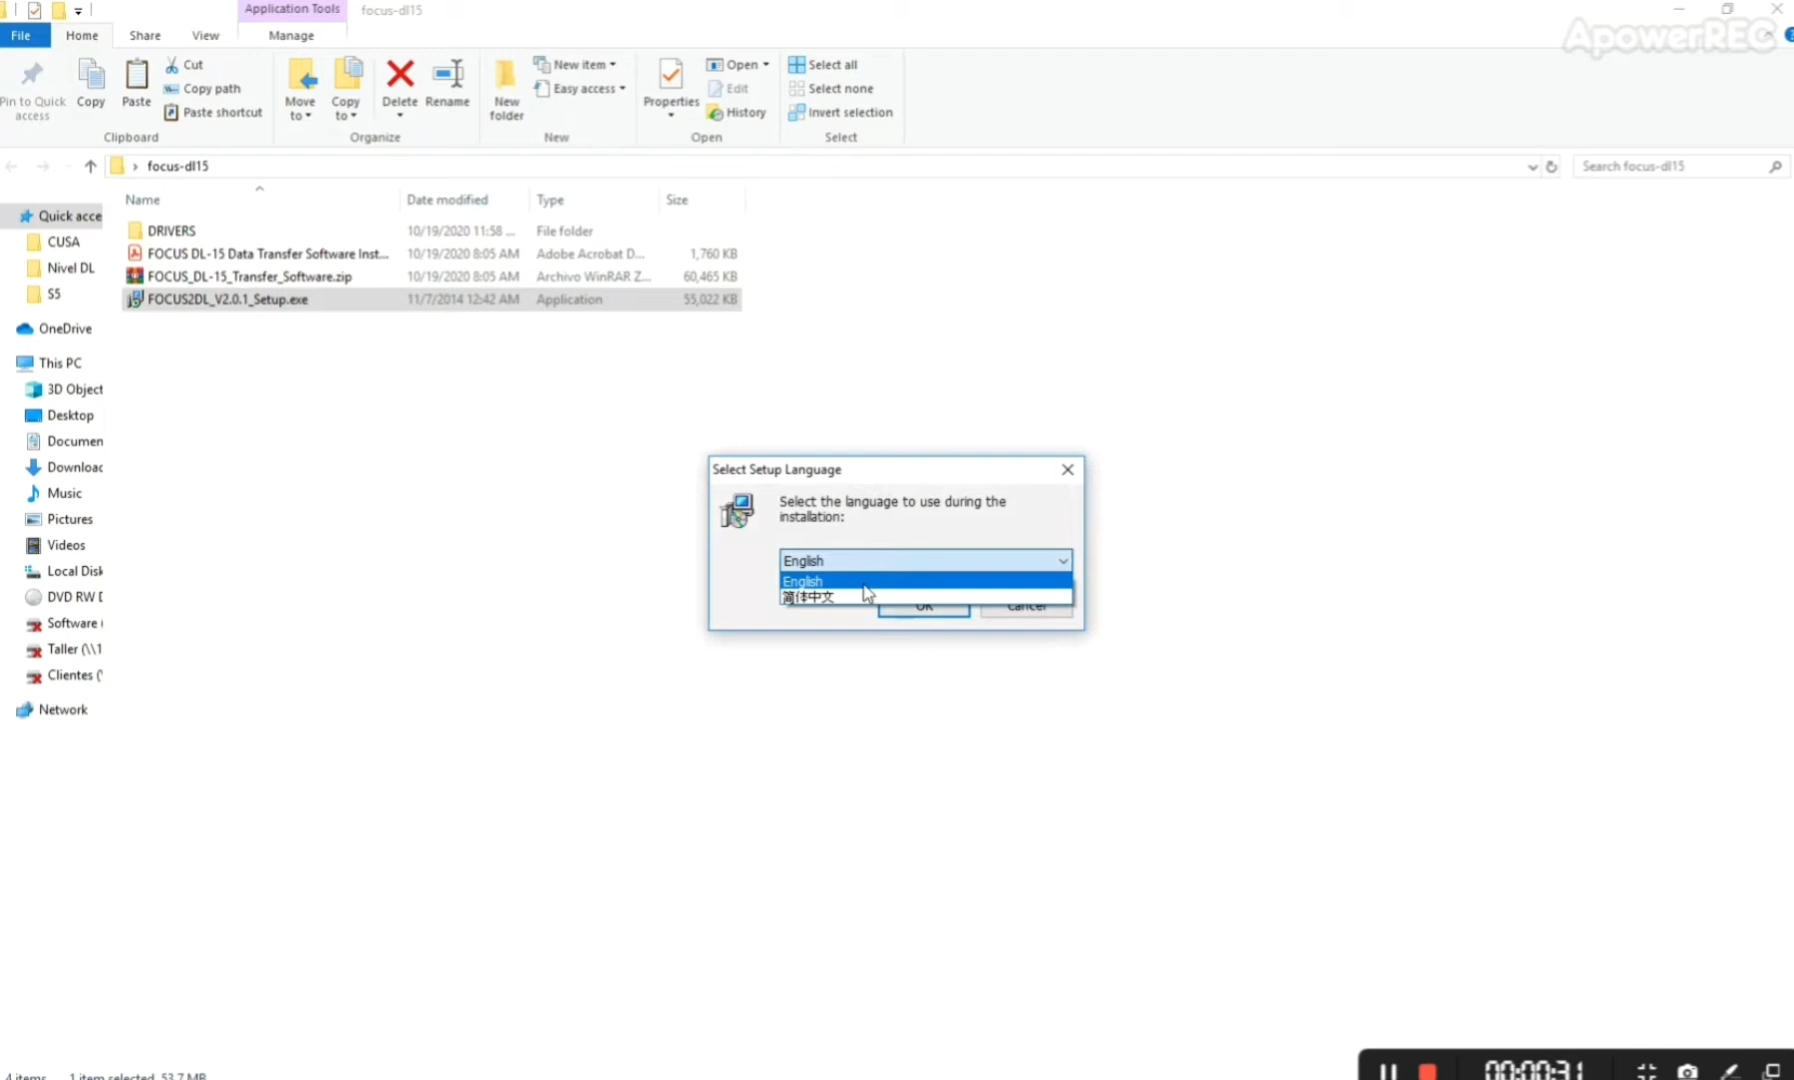 Application Tools
focus-dl15
ApowerREC
File
Home
Share
View
Manage
Pin to Quick
access
Copy
Paste
Cut
Copy path
Paste shortcut
Clipboard
Move
to
Copy
to
Delete
Rename
Organize
New
folder
New item
Easy access
New
Properties
Open
Edit
History
Open
Select all
Select none
Invert selection
Select
focus-dl15
Search focus-dl15
Name
Date modified
Type
Size
DRIVERS
10/19/2020 11:58 ...
File folder
FOCUS DL-15 Data Transfer Software Inst...
10/19/2020 8:05 AM
Adobe Acrobat D...
1,760 KB
FOCUS_DL-15_Transfer_Software.zip
10/19/2020 8:05 AM
Archivo WinRAR Z...
60,465 KB
FOCUS2DL_V2.0.1_Setup.exe
11/7/2014 12:42 AM
Application
55,022 KB
Quick acce
CUSA
Nivel DL
S5
OneDrive
This PC
3D Object
Desktop
Documen
Downloac
Music
Pictures
Videos
Local Disk
DVD RW D
Software (
Taller (\\1
Clientes (\
Network
Select Setup Language
Select the language to use during the
installation:
English
English
简体中文
OK
Cancel
4 items
1 item selected 53.7 MB
00:00:31